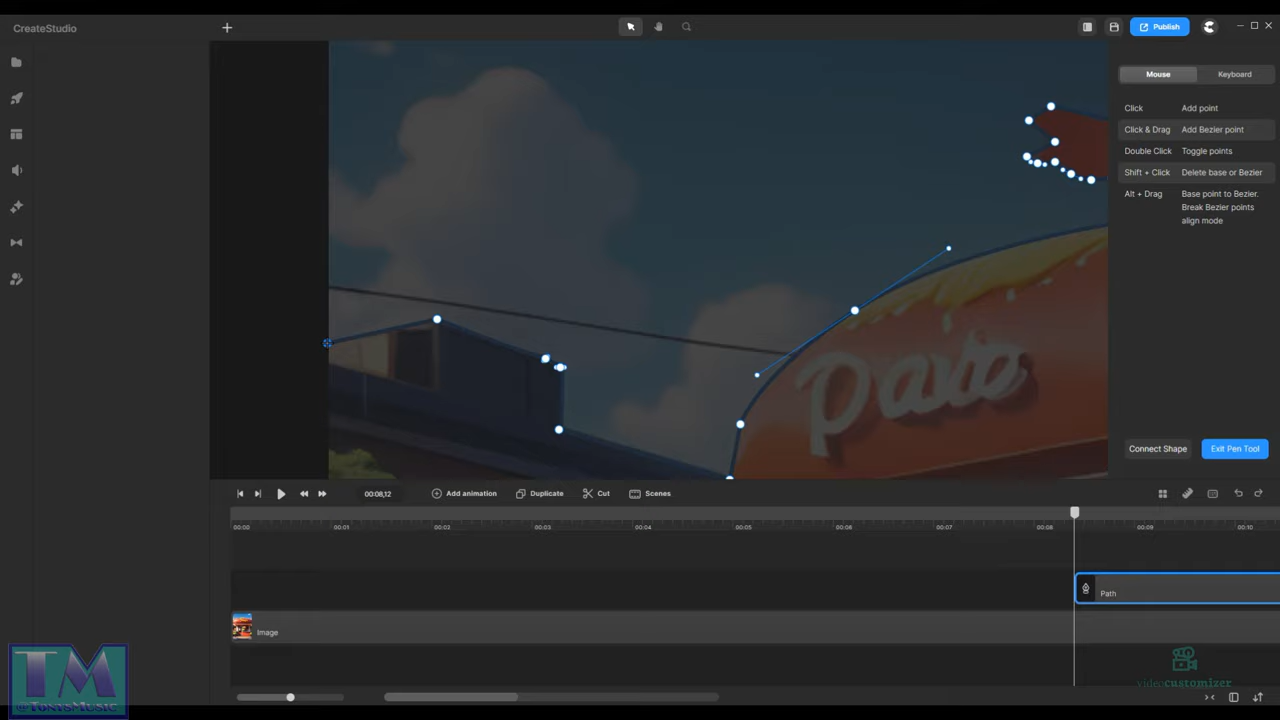 CreateStudio
Publish
Mouse Keyboard
Click Add point
Click & Drag Add Bezier point
Double Click Toggle points
Shift + Click Delete base or Bezier
Alt + Drag Base point to Bezier.
Break Bezier points
align mode
Connect Shape Exit Pen Tool
00:08,12 Add animation Duplicate Cut Scenes
00:00 00:01 00:02 00:03 00:04 00:05 00:06 00:07 00:08 00:09 00:10
Path
Image
TM
@TonysMusic
videocustomizer